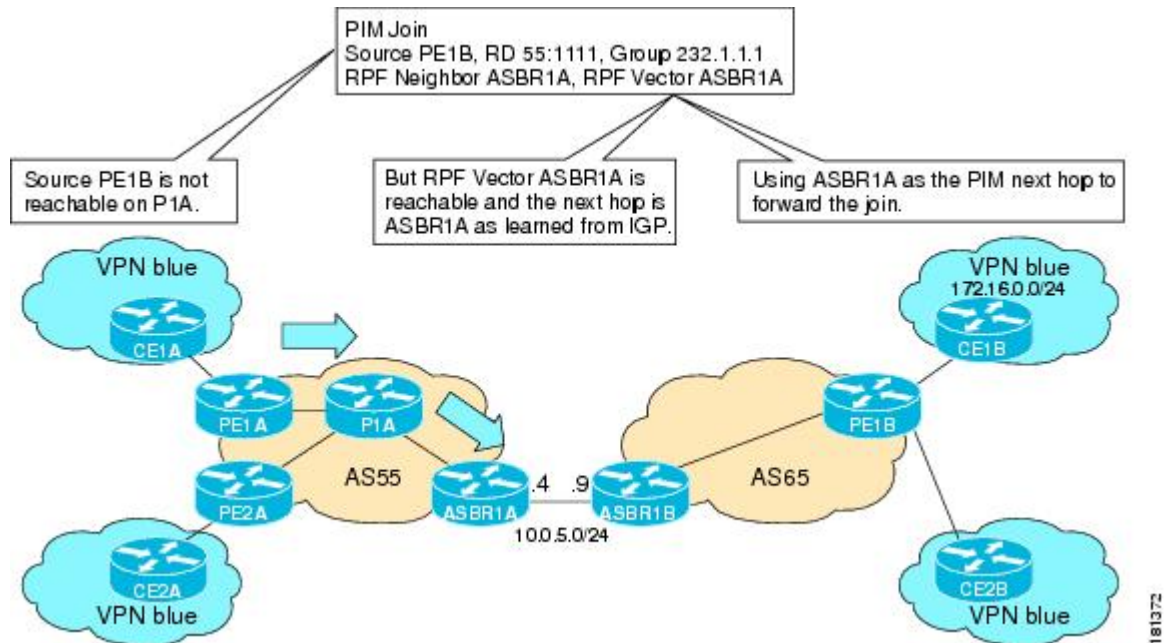 PIM Join
Source PE1B, RD 55:1111, Group 232.1.1.1
RPF Neighbor ASBR1A, RPF Vector ASBR1A
Source PE1B is not
reachable on P1A.
But RPF Vector ASBR1A is
reachable and the next hop is
ASBR1A as learned from IGP.
Using ASBR1A as the PIM next hop to
forward the join.
VPN blue
CE1A
VPN blue
172.16.0.0/24
CE1B
PE1A
P1A
PE1B
PE2A
AS55
ASBR1A
.4
.9
ASBR1B
AS65
10.0.5.0/24
CE2A
VPN blue
CE2B
VPN blue
181372